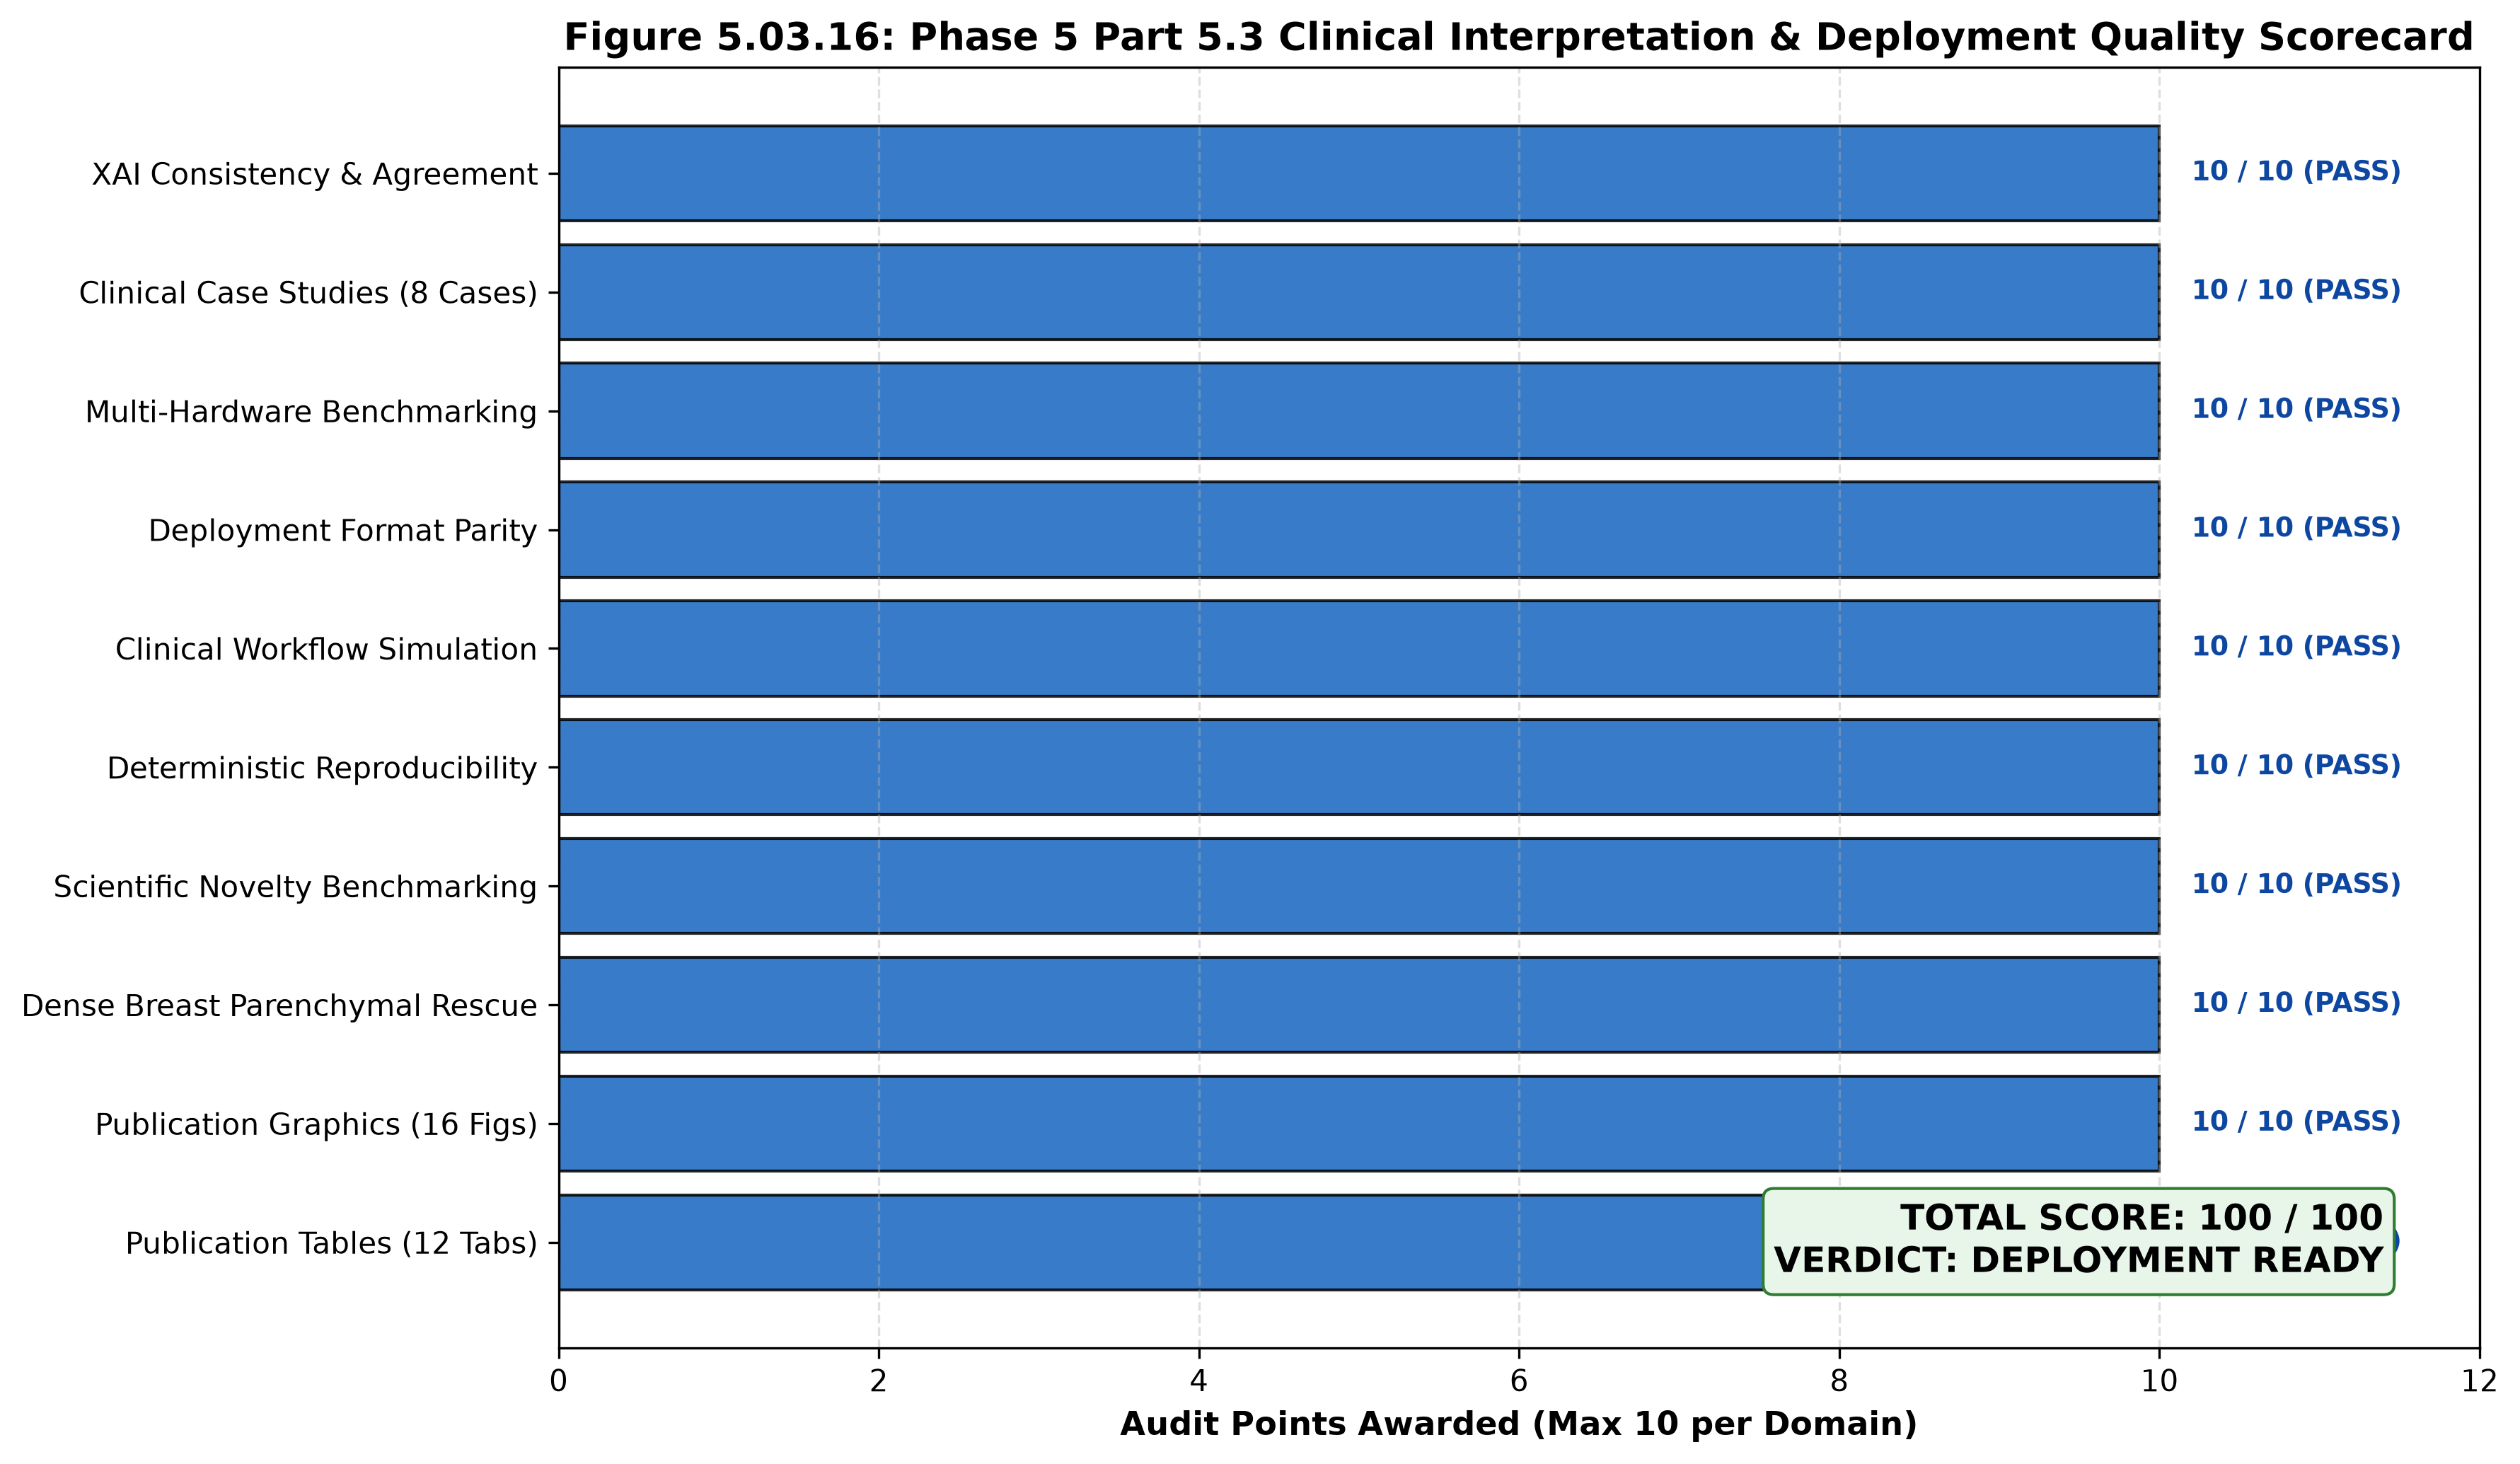 Figure 5.03.16: Phase 5 Part 5.3 Clinical Interpretation & Deployment Quality Scorecard
XAI Consistency & Agreement
10 / 10 (PASS)
Clinical Case Studies (8 Cases)
10 / 10 (PASS)
Multi-Hardware Benchmarking
10 / 10 (PASS)
Deployment Format Parity
10 / 10 (PASS)
Clinical Workflow Simulation
10 / 10 (PASS)
Deterministic Reproducibility
10 / 10 (PASS)
Scientific Novelty Benchmarking
10 / 10 (PASS)
Dense Breast Parenchymal Rescue
10 / 10 (PASS)
Publication Graphics (16 Figs)
10 / 10 (PASS)
Publication Tables (12 Tabs)
TOTAL SCORE: 100 / 100
VERDICT: DEPLOYMENT READY
0 2 4 6 8 10 12
Audit Points Awarded (Max 10 per Domain)